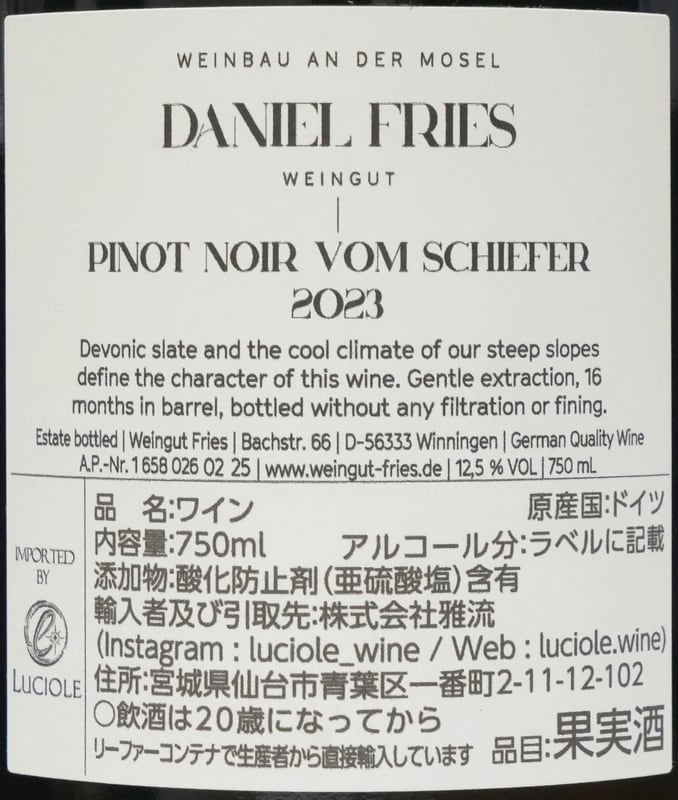 WEINBAU AN DER MOSEL
DANIEL FRIES
WEINGUT
PINOT NOIR VOM SCHIEFER
2023
Devonic slate and the cool climate of our steep slopes
define the character of this wine. Gentle extraction, 16
months in barrel, bottled without any filtration or fining.
Estate bottled | Weingut Fries | Bachstr. 66 | D-56333 Winningen | German Quality Wine
A.P.-Nr. 1 658 026 02 25 | www.weingut-fries.de | 12,5 % VOL | 750 mL
IMPORTED
BY
LUCIOLE
品 名:ワイン 原産国:ドイツ
内容量:750ml アルコール分:ラベルに記載
添加物:酸化防止剤(亜硫酸塩)含有
輸入者及び引取先:株式会社雅流
(Instagram : luciole_wine / Web : luciole.wine)
住所:宮城県仙台市青葉区一番町2-11-12-102
○飲酒は20歳になってから
リーファーコンテナで生産者から直接輸入しています 品目:果実酒